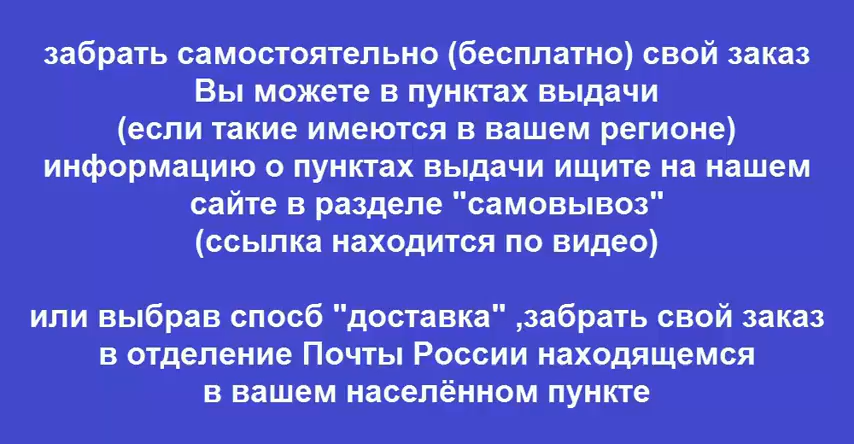 забрать самостоятельно (бесплатно) свой заказ
Вы можете в пунктах выдачи
(если такие имеются в вашем регионе)
информацию о пунктах выдачи ищите на нашем
сайте в разделе "самовывоз"
(ссылка находится по видео)
или выбрав спосб "доставка" ,забрать свой заказ
в отделение Почты России находящемся
в вашем населённом пункте